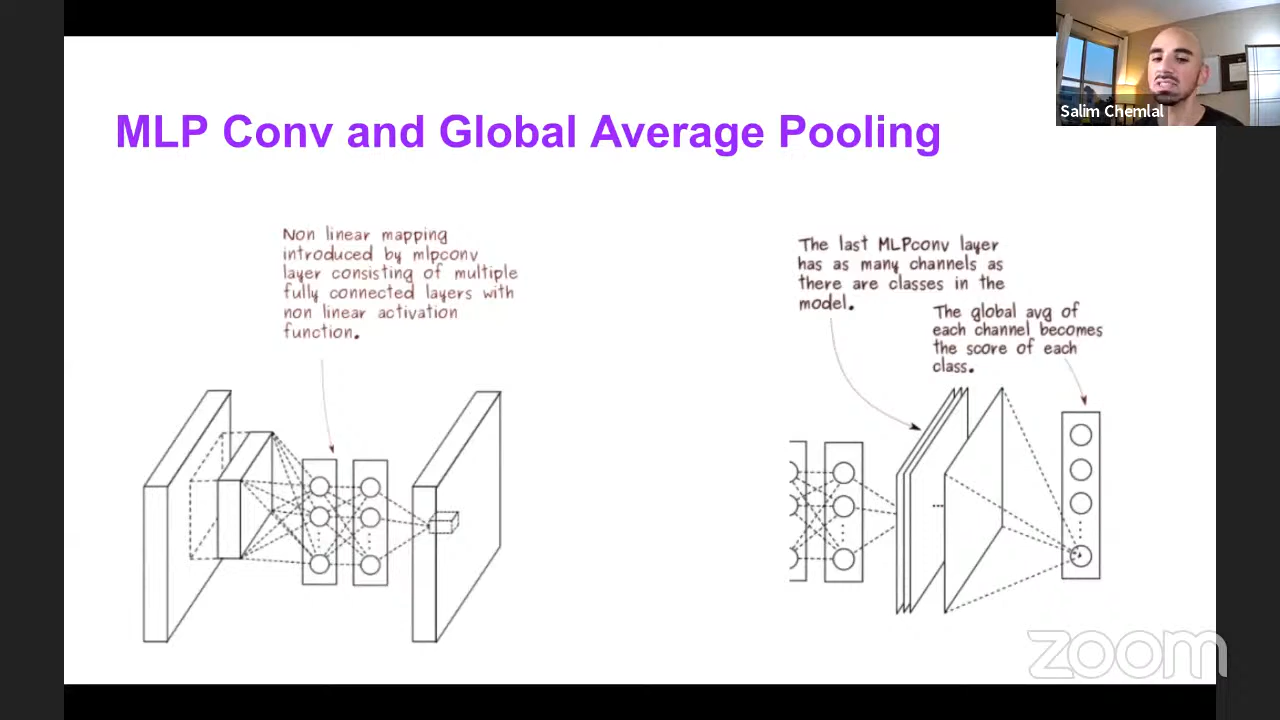 MLP Conv and Global Average Pooling
Salim Chemlal
Non linear mapping
introduced by mlpconv
layer consisting of multiple
fully connected layers with
non linear activation
function.
The last MLPconv layer
has as many channels as
there are classes in the
model.
The global avg of
each channel becomes
the score of each
class.
zoom